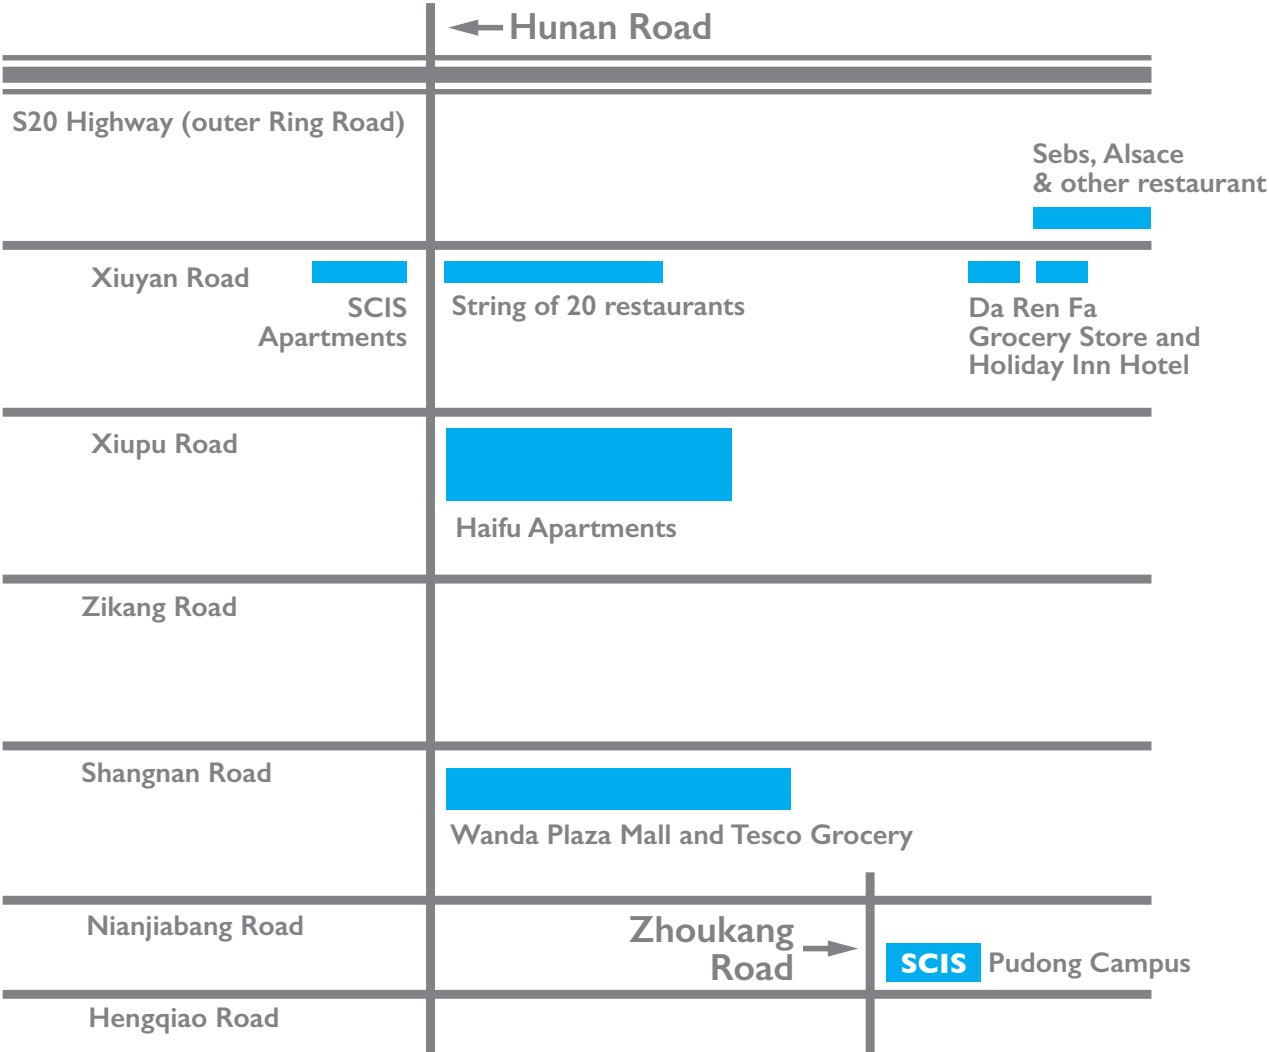 Hunan Road
S20 Highway (outer Ring Road)
Sebs, Alsace
& other restaurant
Xiuyan Road
SCIS
Apartments
String of 20 restaurants
Da Ren Fa
Grocery Store and
Holiday Inn Hotel
Xiupu Road
Haifu Apartments
Zikang Road
Shangnan Road
Wanda Plaza Mall and Tesco Grocery
Nianjiabang Road
Zhoukang
Road
SCIS Pudong Campus
Hengqiao Road